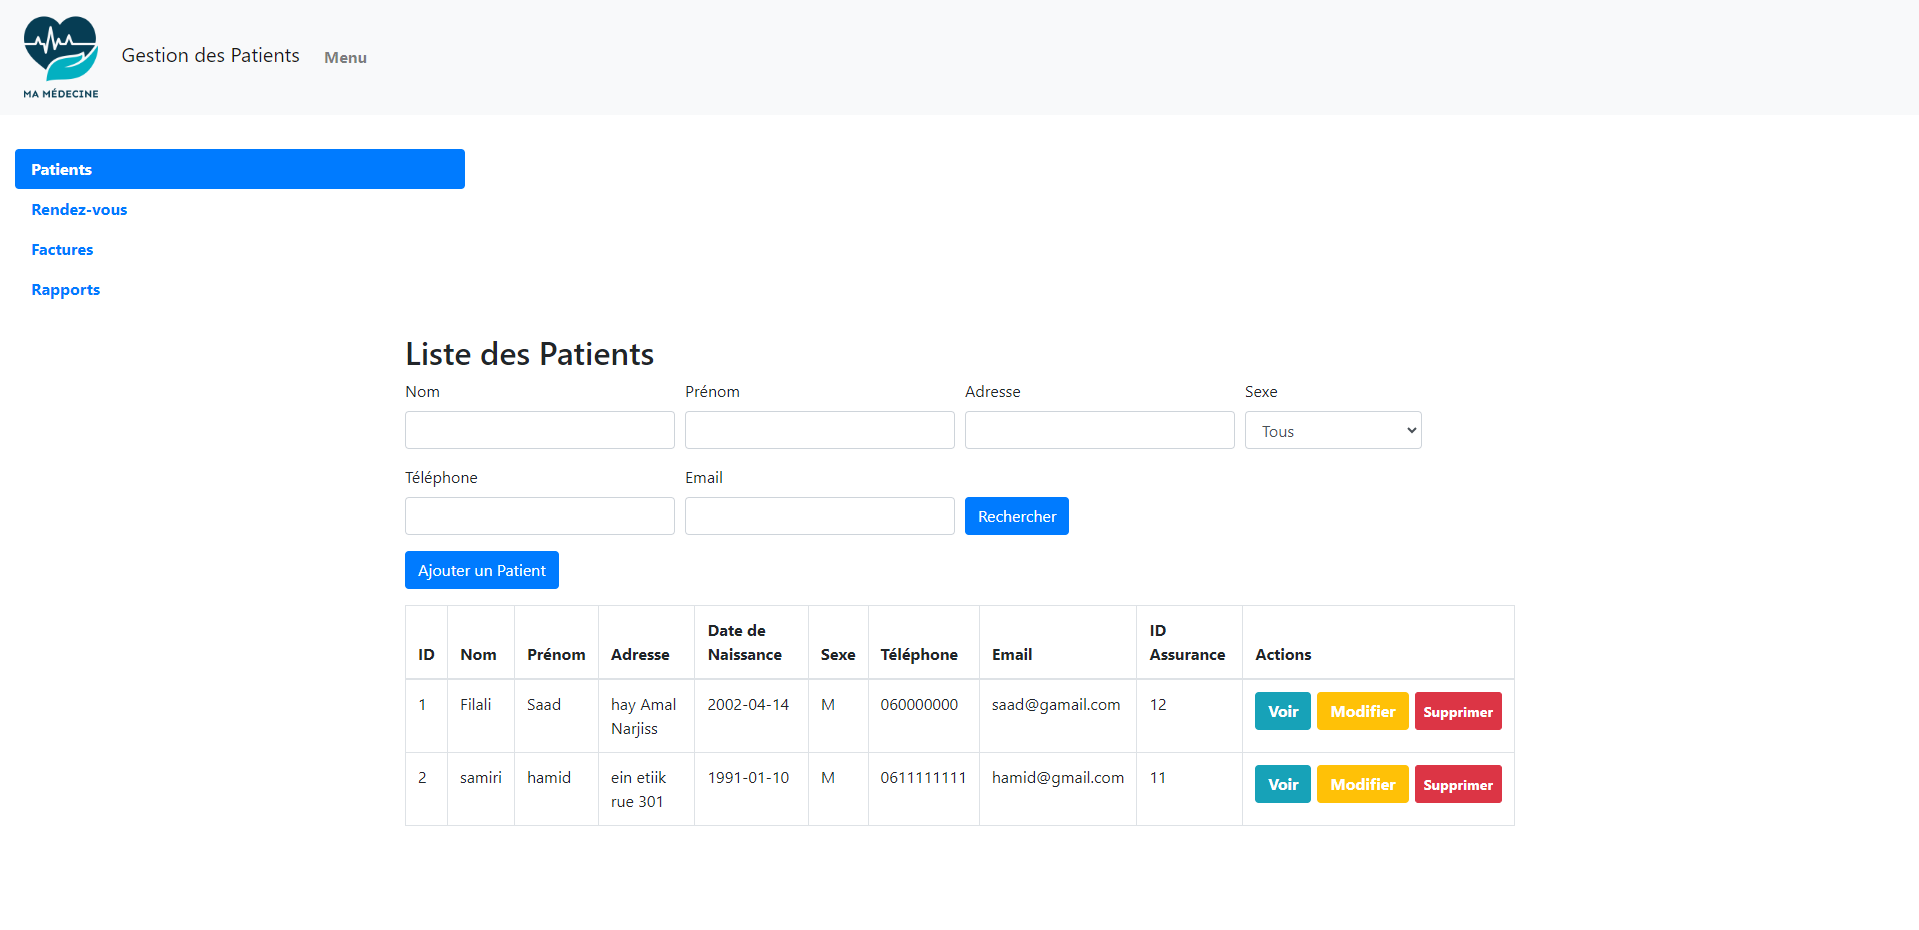 MA MÉDECINE
Gestion des Patients
Menu
Patients
Rendez-vous
Factures
Rapports
Liste des Patients
Nom Prénom Adresse Sexe
Tous
Téléphone Email
Rechercher
Ajouter un Patient
ID Nom Prénom Adresse Date de Naissance Sexe Téléphone Email ID Assurance Actions
1 Filali Saad hay Amal Narjiss 2002-04-14 M 060000000 saad@gamail.com 12 Voir Modifier Supprimer
2 samiri hamid ein etiik rue 301 1991-01-10 M 0611111111 hamid@gmail.com 11 Voir Modifier Supprimer